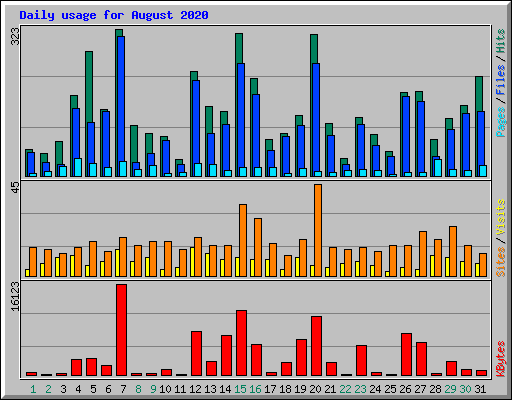 Daily usage for August 2020
323
Pages / Files / Hits
45
Sites / Visits
16123
KBytes
1 2 3 4 5 6 7 8 9 10 11 12 13 14 15 16 17 18 19 20 21 22 23 24 25 26 27 28 29 30 31